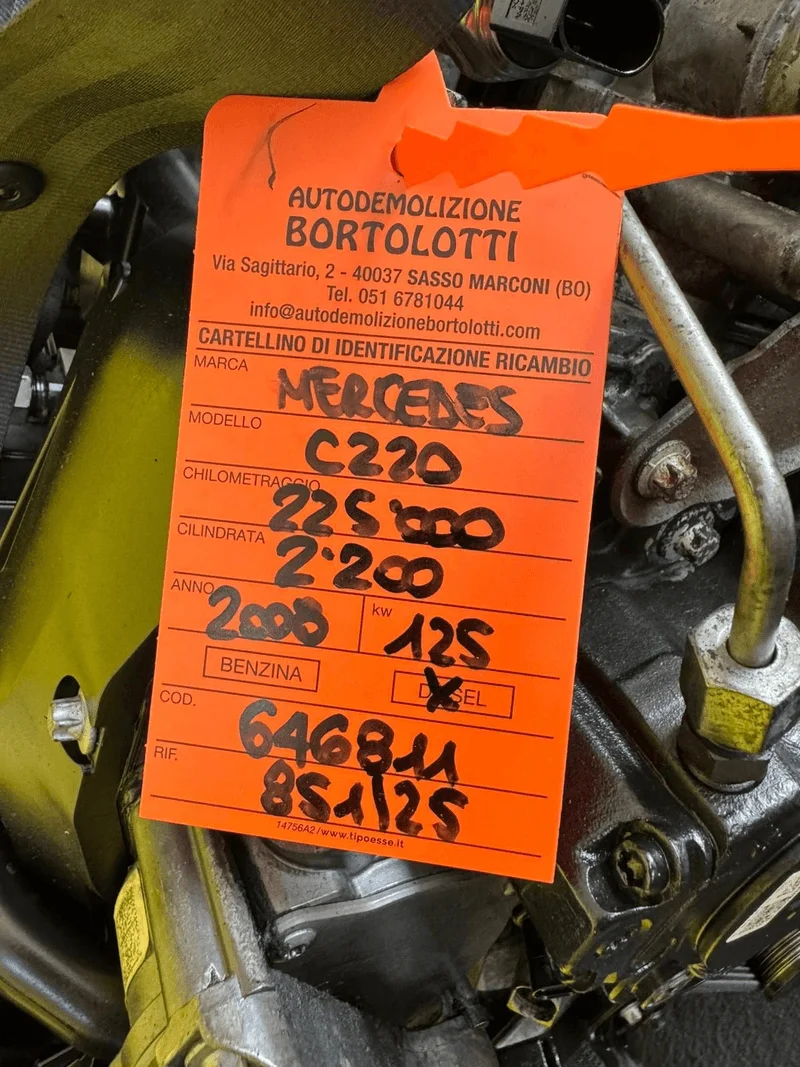 AUTODEMOLIZIONE
BORTOLOTTI
Via Sagittario, 2 - 40037 SASSO MARCONI (BO)
Tel. 051 6781044
info@autodemolizionebortolotti.com
CARTELLINO DI IDENTIFICAZIONE RICAMBIO
MARCA MERCEDES
MODELLO C220
CHILOMETRAGGIO 225'000
CILINDRATA 2'200
ANNO 2008 kw 125
BENZINA DIESEL X
COD. 646811
RIF. 851/25
14756A2/www.tipoesse.it